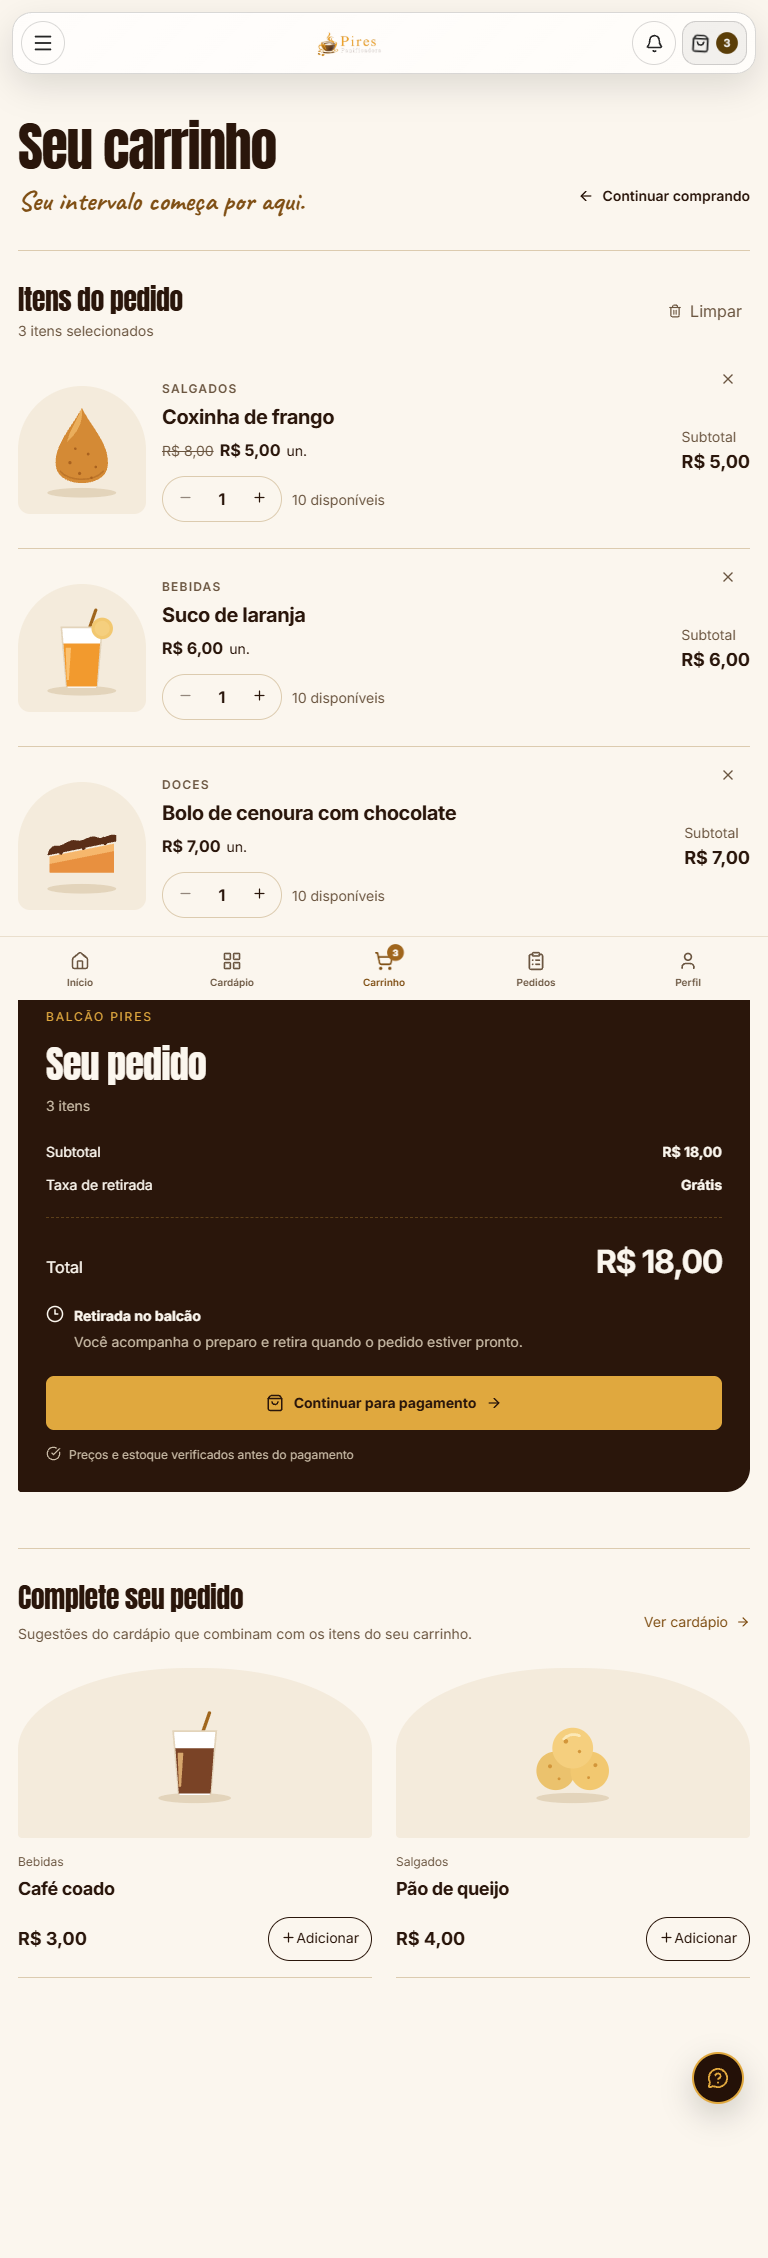 Pires
3
Seu carrinho
Seu intervalo começa por aqui.
Continuar comprando
Itens do pedido
3 itens selecionados
Limpar
SALGADOS
Coxinha de frango
R$ 8,00 R$ 5,00 un.
1
10 disponíveis
Subtotal
R$ 5,00
BEBIDAS
Suco de laranja
R$ 6,00 un.
1
10 disponíveis
Subtotal
R$ 6,00
DOCES
Bolo de cenoura com chocolate
R$ 7,00 un.
1
10 disponíveis
Subtotal
R$ 7,00
Início
Cardápio
3
Carrinho
Pedidos
Perfil
BALCÃO PIRES
Seu pedido
3 itens
Subtotal R$ 18,00
Taxa de retirada Grátis
Total R$ 18,00
Retirada no balcão
Você acompanha o preparo e retira quando o pedido estiver pronto.
Continuar para pagamento
Preços e estoque verificados antes do pagamento
Complete seu pedido
Sugestões do cardápio que combinam com os itens do seu carrinho.
Ver cardápio
Bebidas
Café coado
R$ 3,00
Adicionar
Salgados
Pão de queijo
R$ 4,00
Adicionar